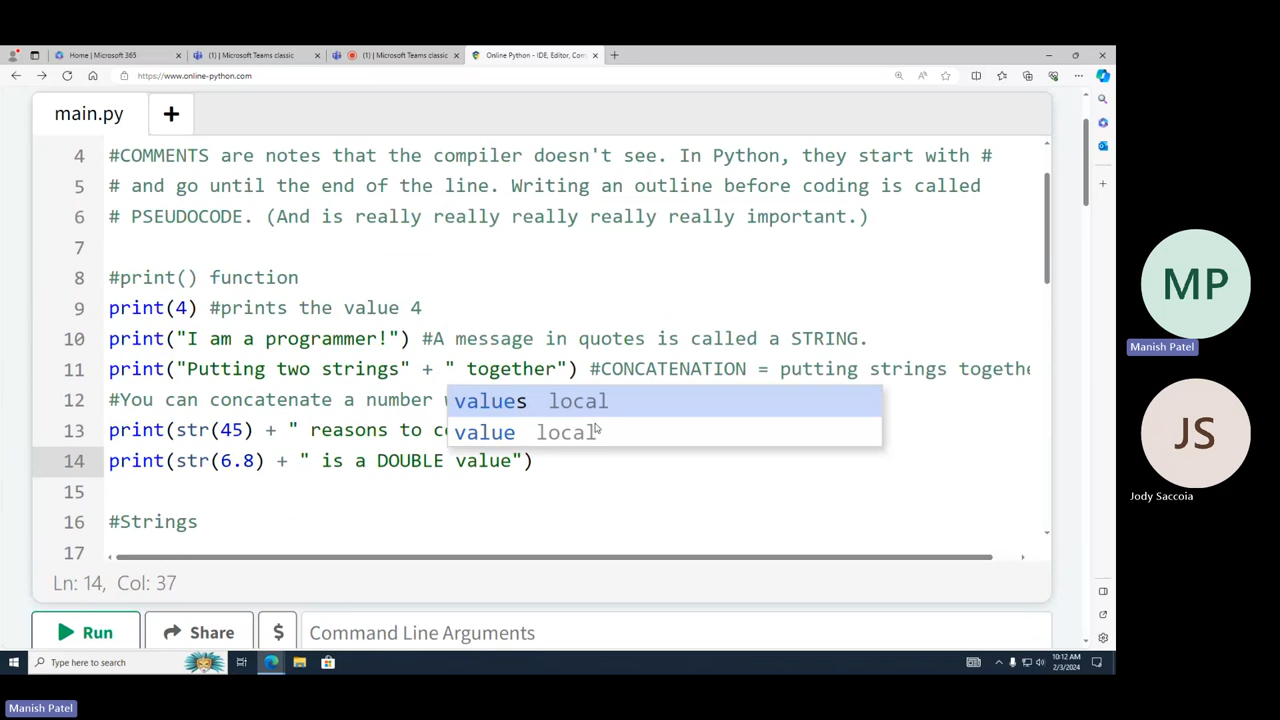 Home | Microsoft 365
(1) | Microsoft Teams classic
(1) | Microsoft Teams classic
Online Python - IDE, Editor, Com
https://www.online-python.com
main.py
+
4 #COMMENTS are notes that the compiler doesn't see. In Python, they start with #
5 # and go until the end of the line. Writing an outline before coding is called
6 # PSEUDOCODE. (And is really really really really really important.)
7
8 #print() function
9 print(4) #prints the value 4
10 print("I am a programmer!") #A message in quotes is called a STRING.
11 print("Putting two strings" + " together") #CONCATENATION = putting strings togethe
12 #You can concatenate a number
values local
13 print(str(45) + " reasons to
value local
14 print(str(6.8) + " is a DOUBLE value")
15
16 #Strings
17
Ln: 14, Col: 37
Run
Share
$
Command Line Arguments
Type here to search
10:12 AM
2/3/2024
MP
Manish Patel
JS
Jody Saccoia
Manish Patel